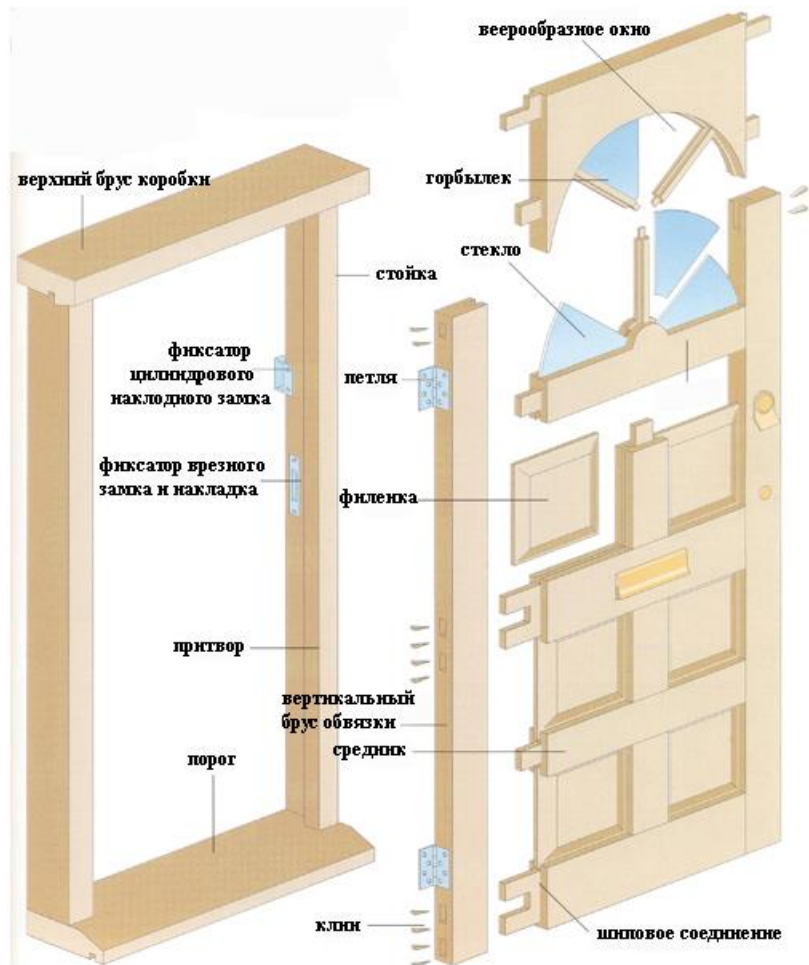 веерообразное окно
верхний брус коробки
горбылек
стекло
стойка
фиксатор
цилиндрового
наклодного замка
петля
фиксатор врезного
замка и накладка
филенка
притвор
вертикальный
брус обвязки
средник
порог
клин
шиповое соединение